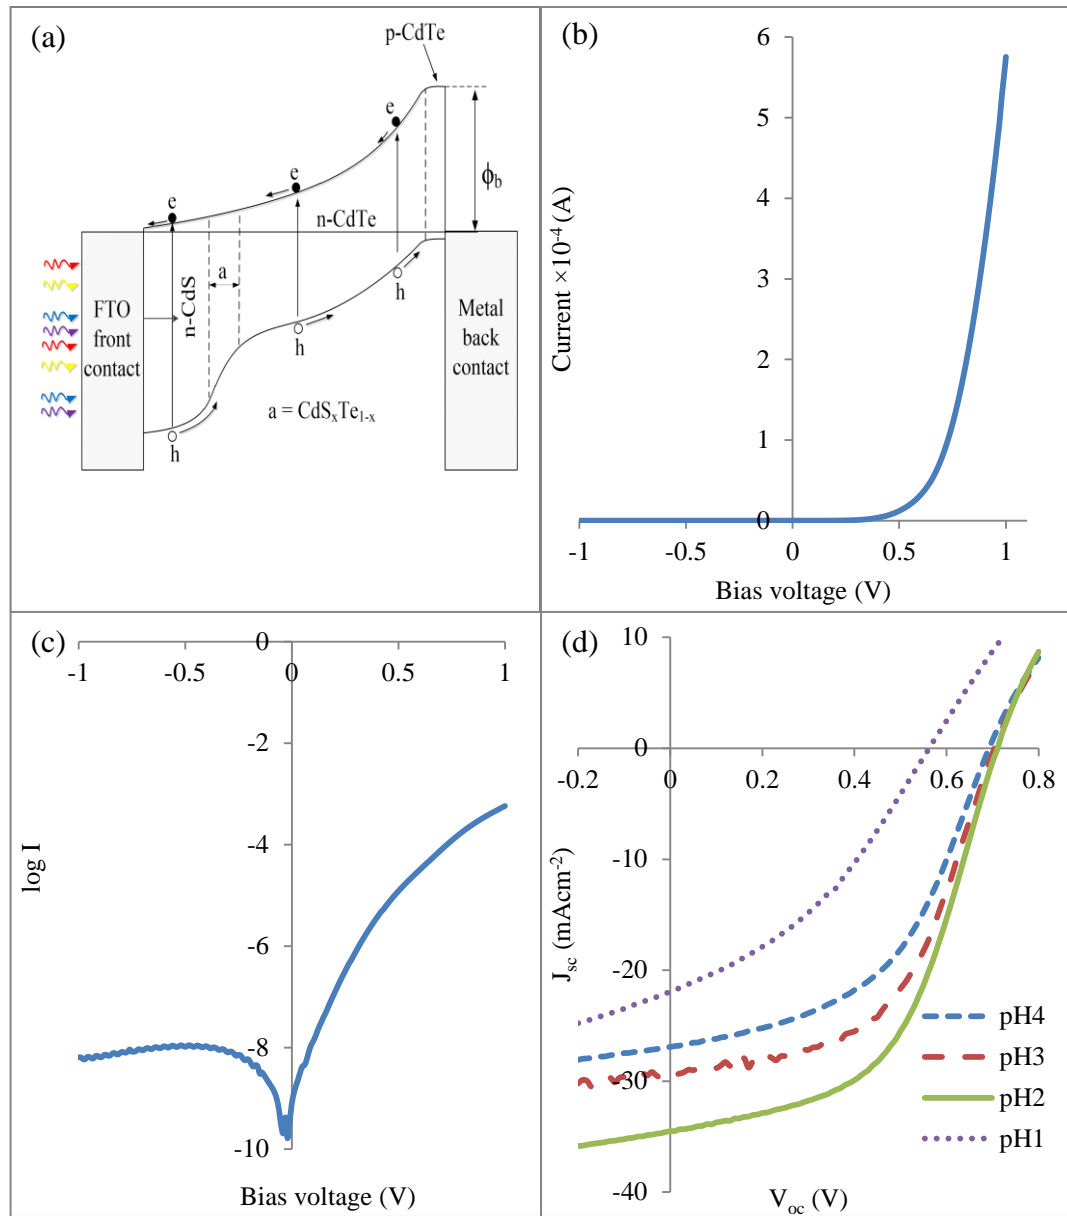 (a)
p-CdTe
e
e
ϕb
e
n-CdTe
a
n-CdS
h
FTO
front
contact
Metal
back
contact
h
a = CdSxTe1-x
h
(b)
6
5
4
3
2
1
0
-1
-0.5
0
0.5
1
Current ×10-4 (A)
Bias voltage (V)
(c)
0
-1
-0.5
0
0.5
1
-2
-4
-6
-8
-10
log I
Bias voltage (V)
(d)
10
0
-0.2
0
0.2
0.4
0.6
0.8
-10
-20
-30
-40
Jsc (mAcm-2)
pH4
pH3
pH2
pH1
Voc (V)